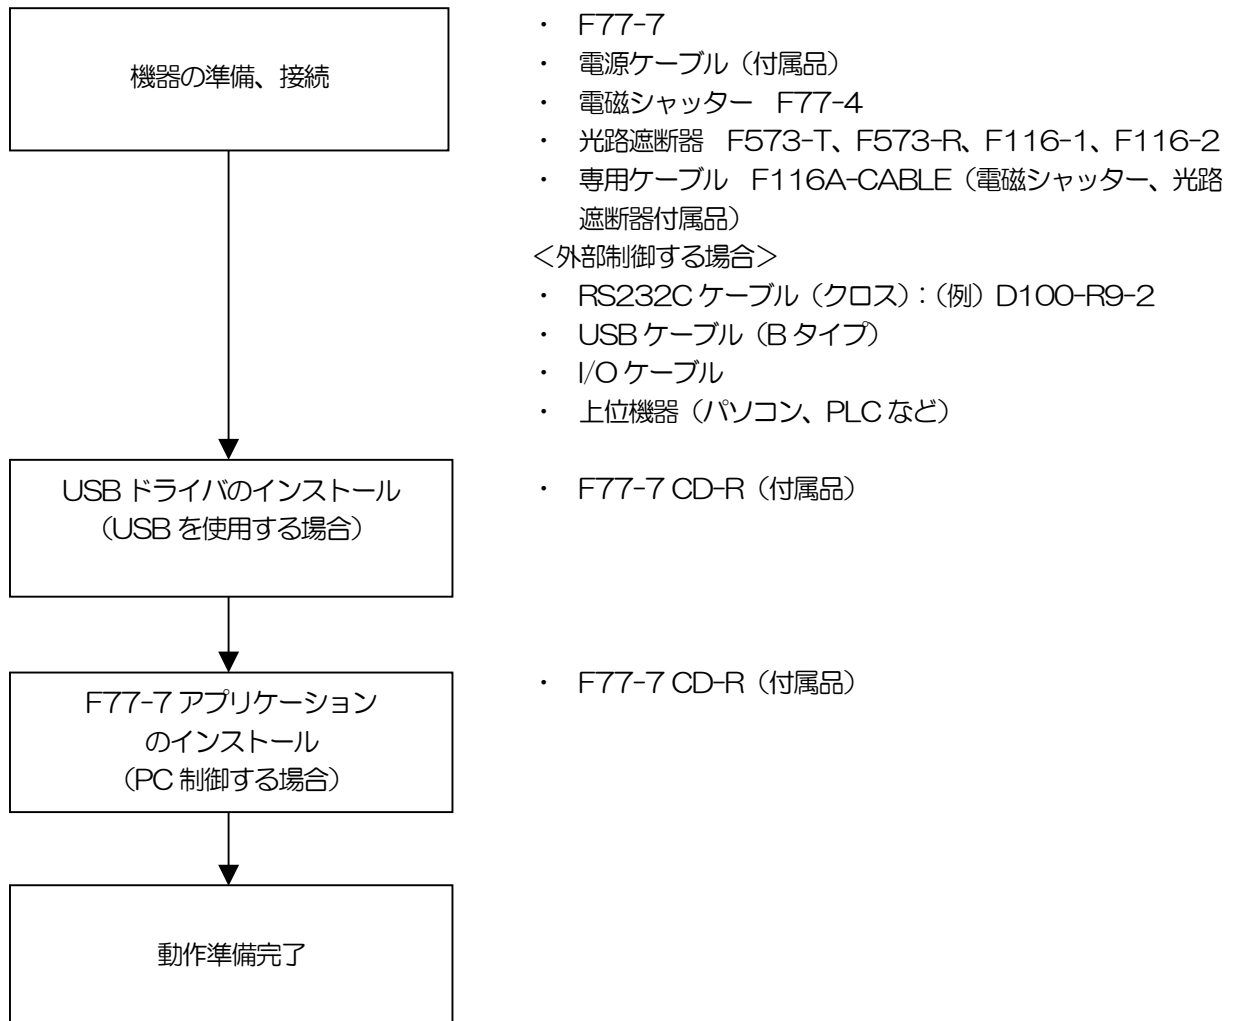 機器の準備、接続
・ F77-7
・ 電源ケーブル（付属品）
・ 電磁シャッター F77-4
・ 光路遮断器 F573-T、F573-R、F116-1、F116-2
・ 専用ケーブル F116A-CABLE（電磁シャッター、光路
遮断器付属品）
＜外部制御する場合＞
・ RS232C ケーブル（クロス）：（例）D100-R9-2
・ USB ケーブル（B タイプ）
・ I/O ケーブル
・ 上位機器（パソコン、PLC など）
USB ドライバのインストール
（USB を使用する場合）
・ F77-7 CD-R（付属品）
F77-7 アプリケーション
のインストール
（PC 制御する場合）
・ F77-7 CD-R（付属品）
動作準備完了